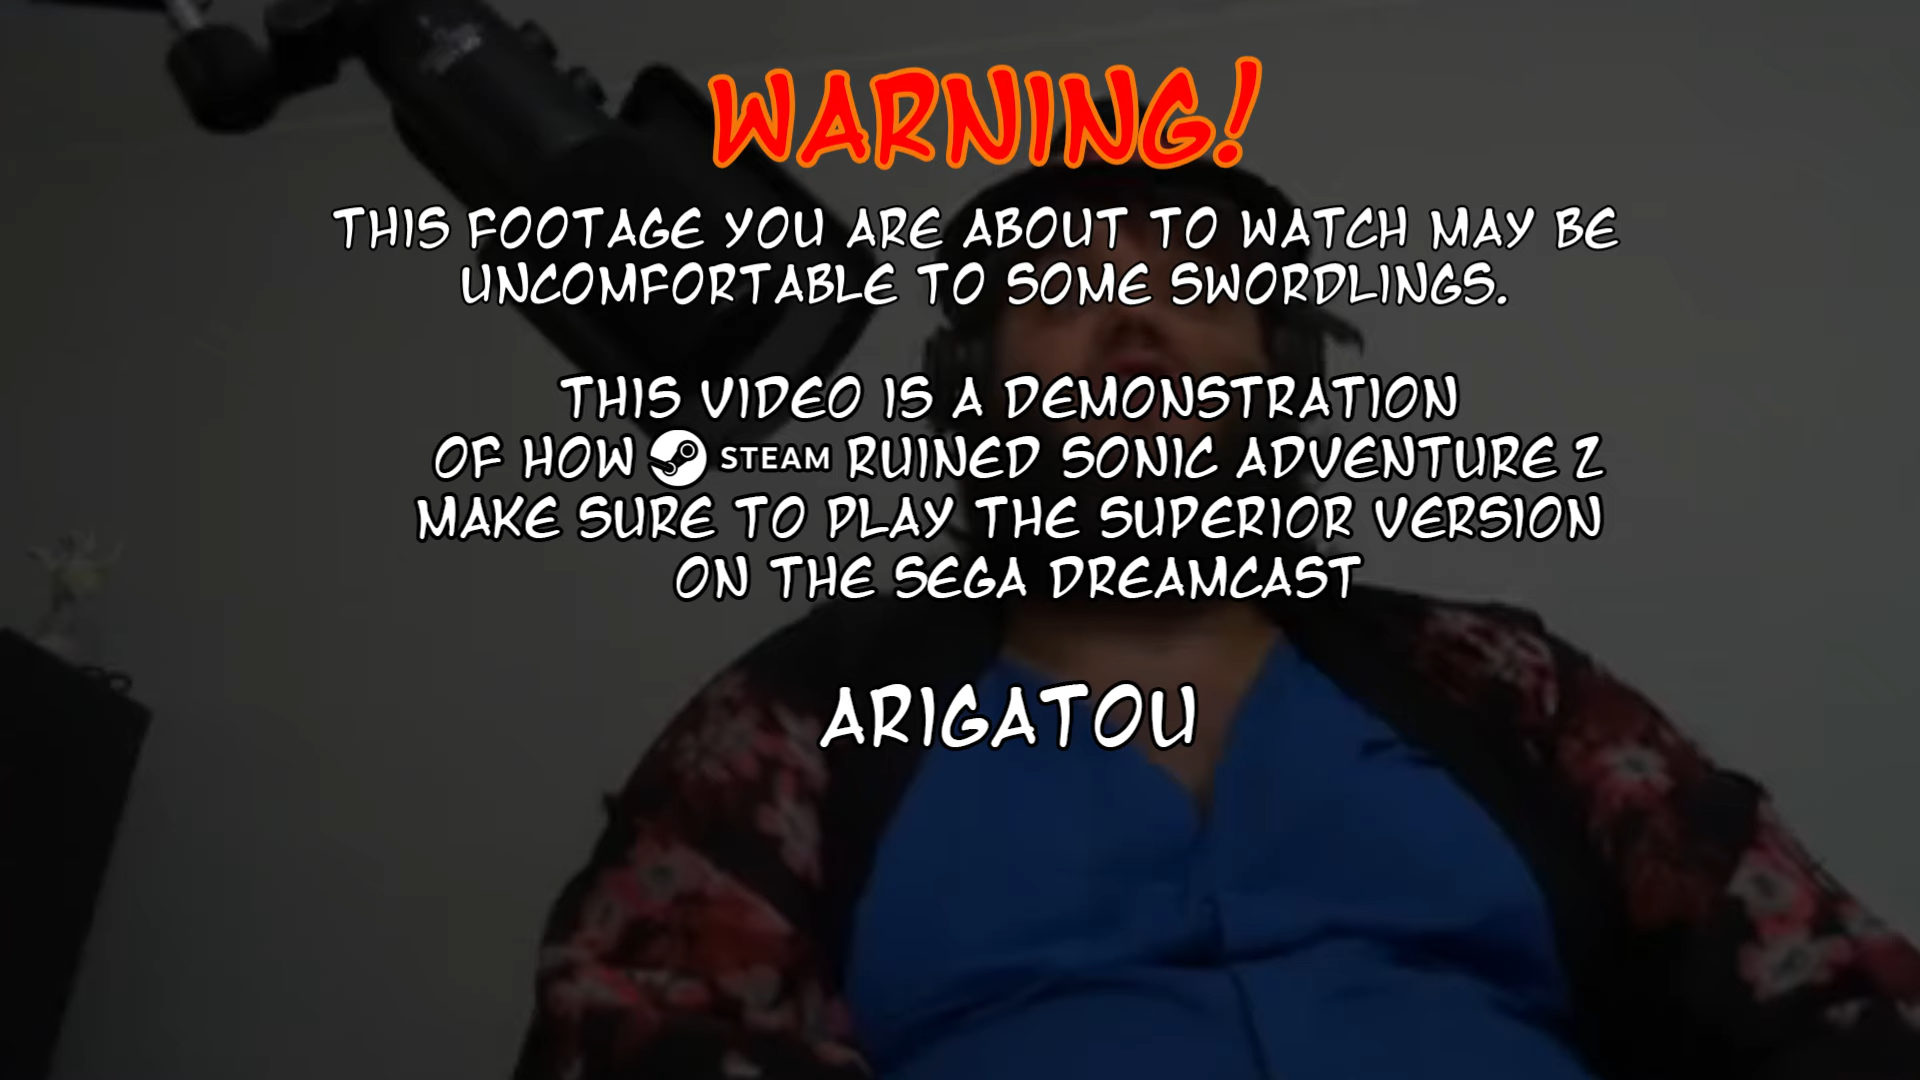 WARNING!
THIS FOOTAGE YOU ARE ABOUT TO WATCH MAY BE
UNCOMFORTABLE TO SOME SWORDLINGS.
THIS VIDEO IS A DEMONSTRATION
OF HOW STEAM RUINED SONIC ADVENTURE 2
MAKE SURE TO PLAY THE SUPERIOR VERSION
ON THE SEGA DREAMCAST
ARIGATOU